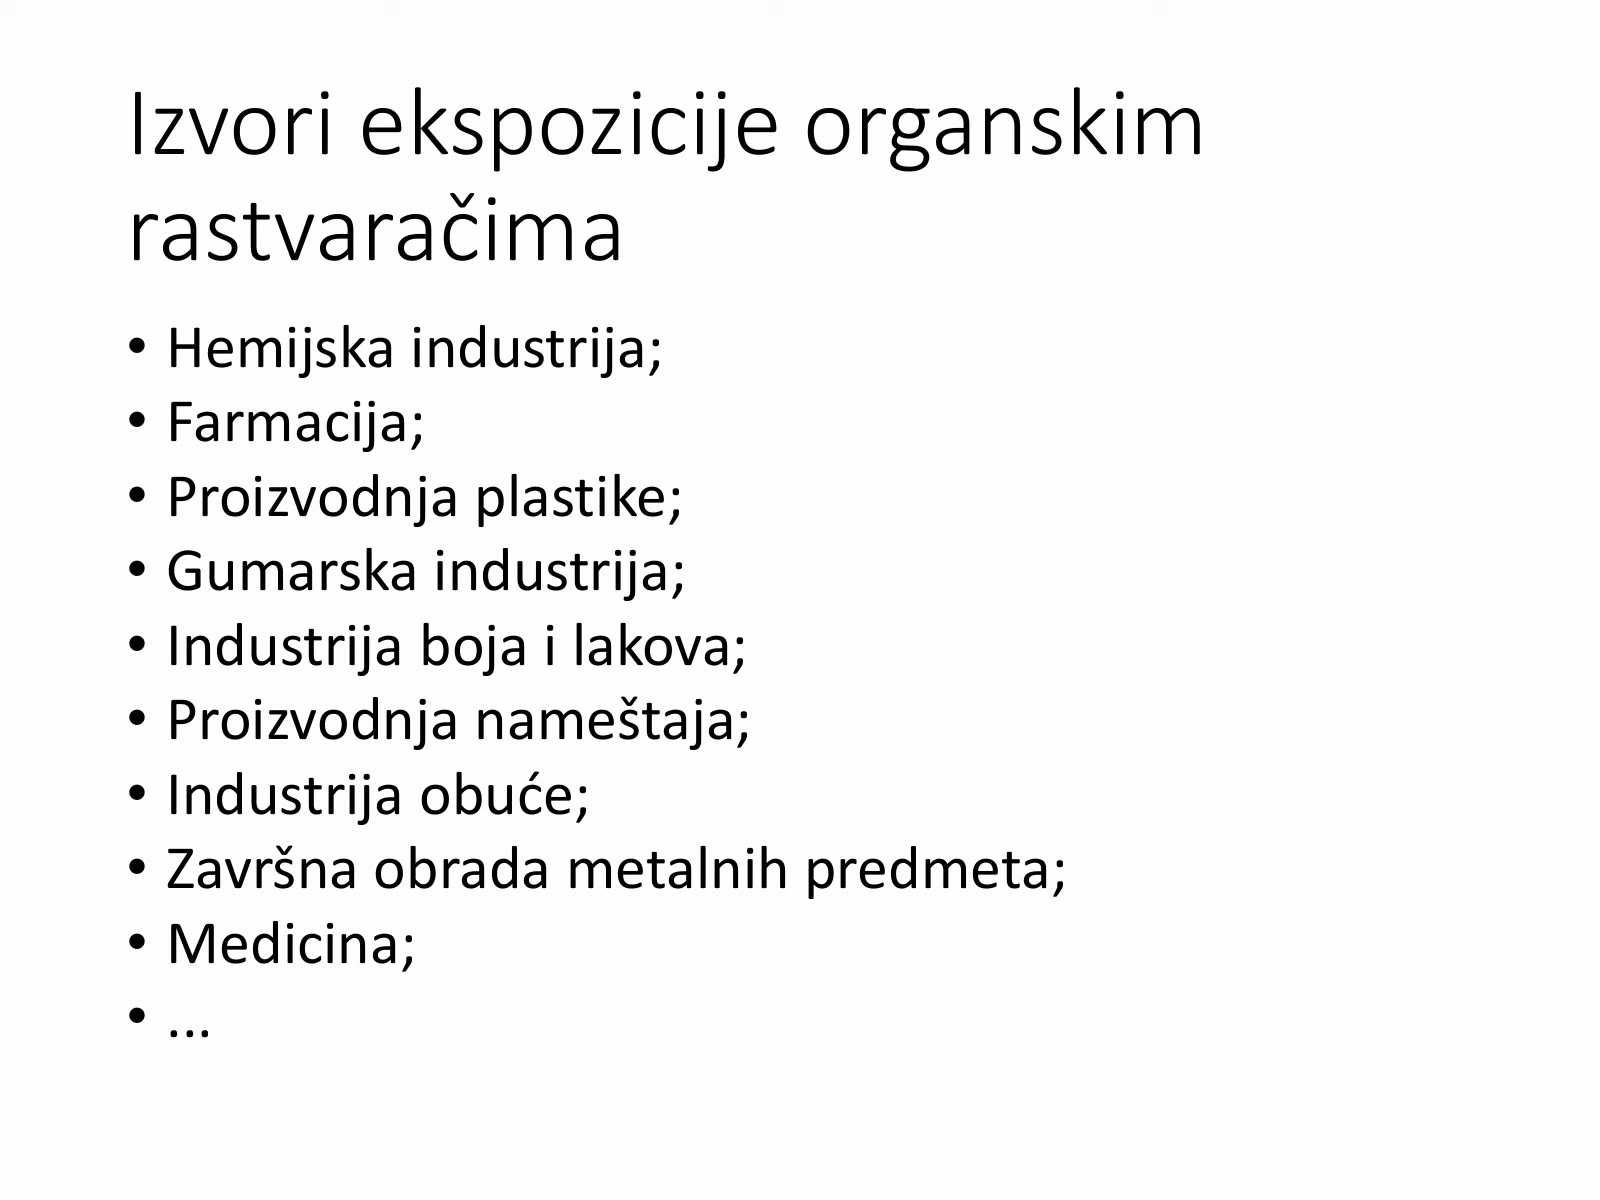 Izvori ekspozicije organskim
rastvaračima
• Hemijska industrija;
• Farmacija;
• Proizvodnja plastike;
• Gumarska industrija;
• Industrija boja i lakova;
• Proizvodnja nameštaja;
• Industrija obuće;
• Završna obrada metalnih predmeta;
• Medicina;
• ...